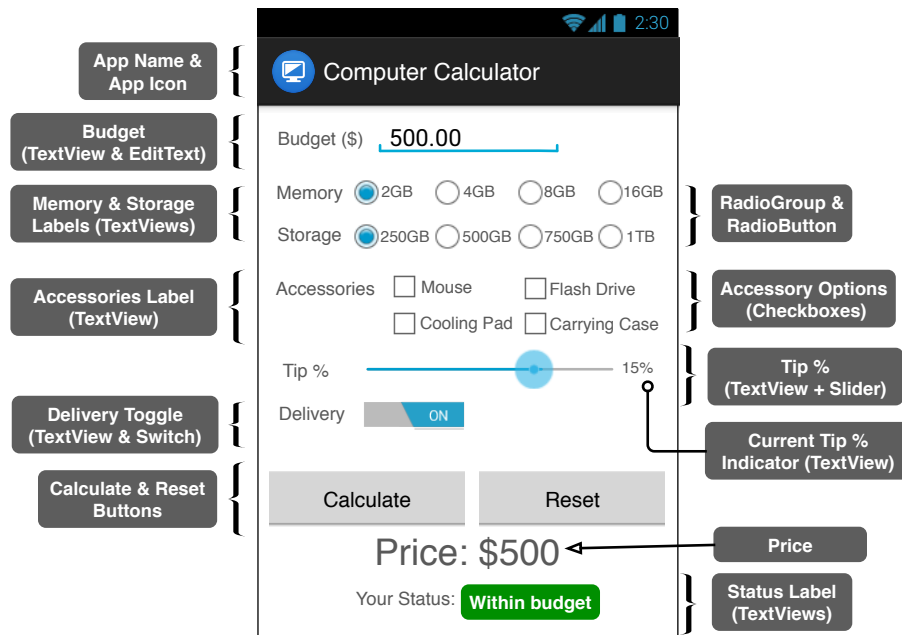 2:30
App Name &
App Icon
Computer Calculator
Budget
(TextView & EditText)
Budget ($) 500.00
Memory & Storage
Labels (TextViews)
Memory 2GB 4GB 8GB 16GB
Storage 250GB 500GB 750GB 1TB
RadioGroup &
RadioButton
Accessories Label
(TextView)
Accessories Mouse Flash Drive
Cooling Pad Carrying Case
Accessory Options
(Checkboxes)
Tip % 15%
Tip %
(TextView + Slider)
Delivery Toggle
(TextView & Switch)
Delivery ON
Current Tip %
Indicator (TextView)
Calculate & Reset
Buttons
Calculate Reset
Price: $500
Price
Your Status: Within budget
Status Label
(TextViews)